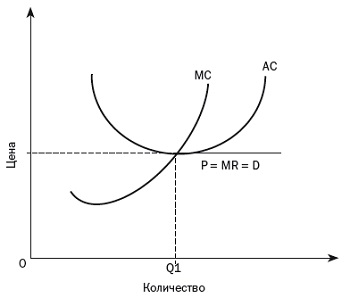 MC
AC
Цена
P = MR = D
O
Q1
Количество